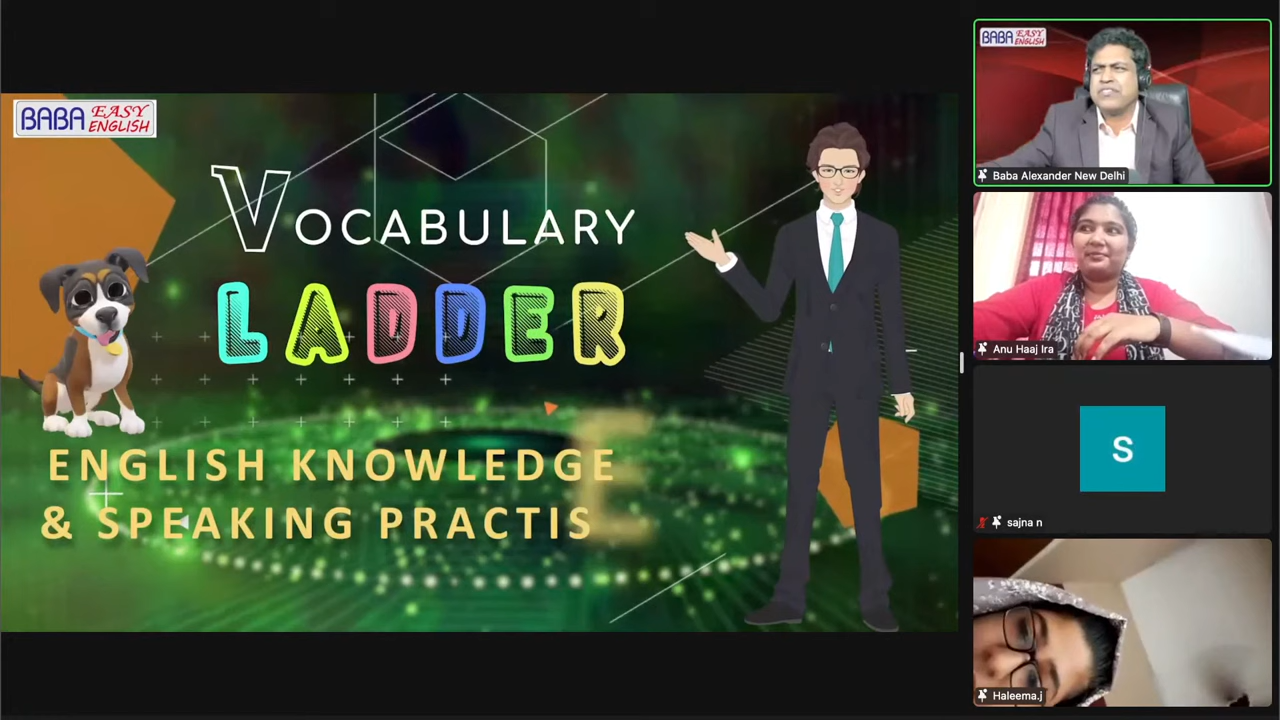 BABA EASY ENGLISH
VOCABULARY
LADDER
ENGLISH KNOWLEDGE
& SPEAKING PRACTISE
BABA EASY ENGLISH
Baba Alexander New Delhi
Anu Haaj Ira
S
sajna n
Haleema.j